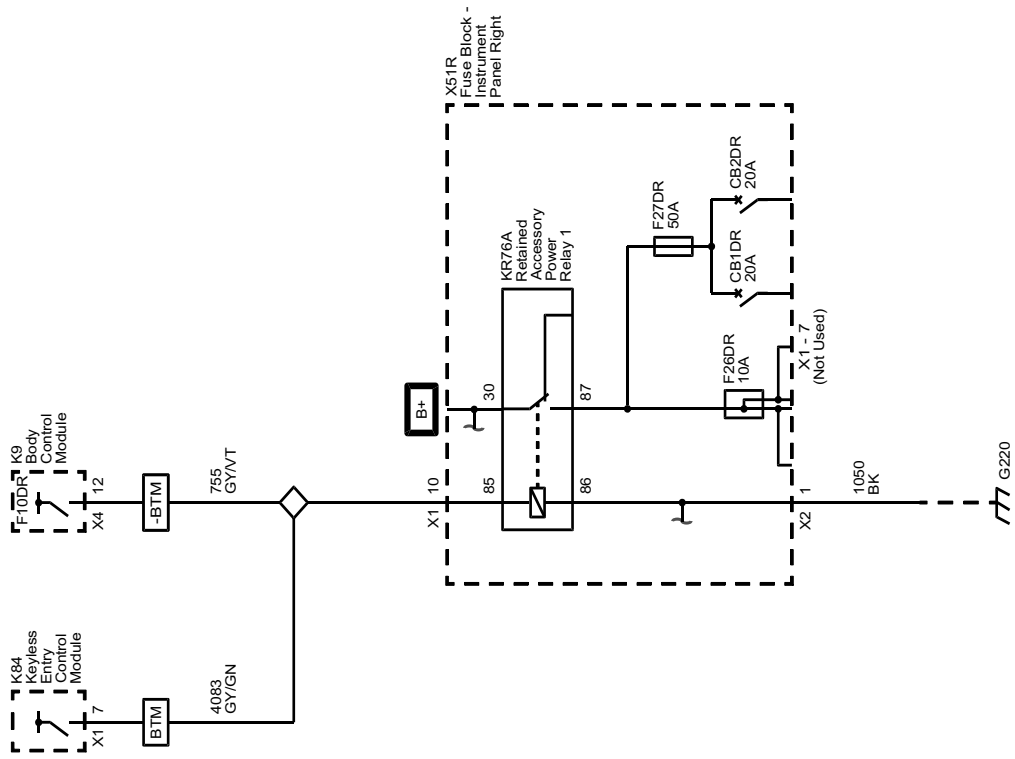 K84
Keyless
Entry
Control
Module
X1 7
BTM
4083
GY/GN
K9
Body
Control
Module
F10DR
X4 12
-BTM
755
GY/VT
B+
X51R
Fuse Block -
Instrument
Panel Right
X1 10
85
30
KR76A
Retained
Accessory
Power
Relay 1
86
87
F27DR
50A
CB1DR
20A
CB2DR
20A
F26DR
10A
X1 - 7
(Not Used)
X2 1
1050
BK
G220